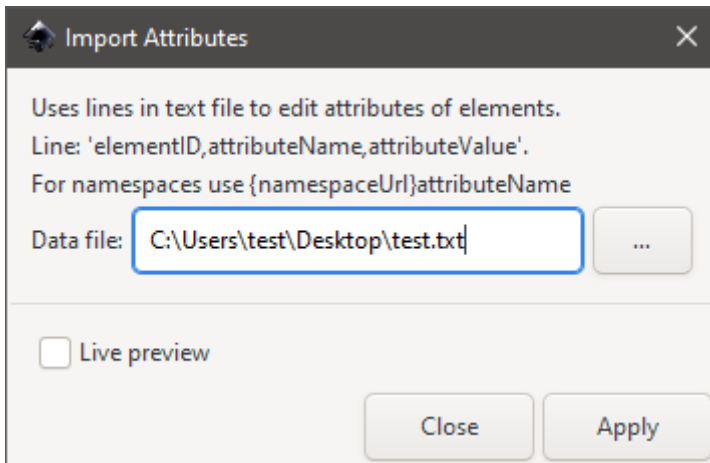 Import Attributes
Uses lines in text file to edit attributes of elements.
Line: 'elementID,attributeName,attributeValue'.
For namespaces use {namespaceUrl}attributeName
Data file: C:\Users\test\Desktop\test.txt ...
Live preview
Close Apply